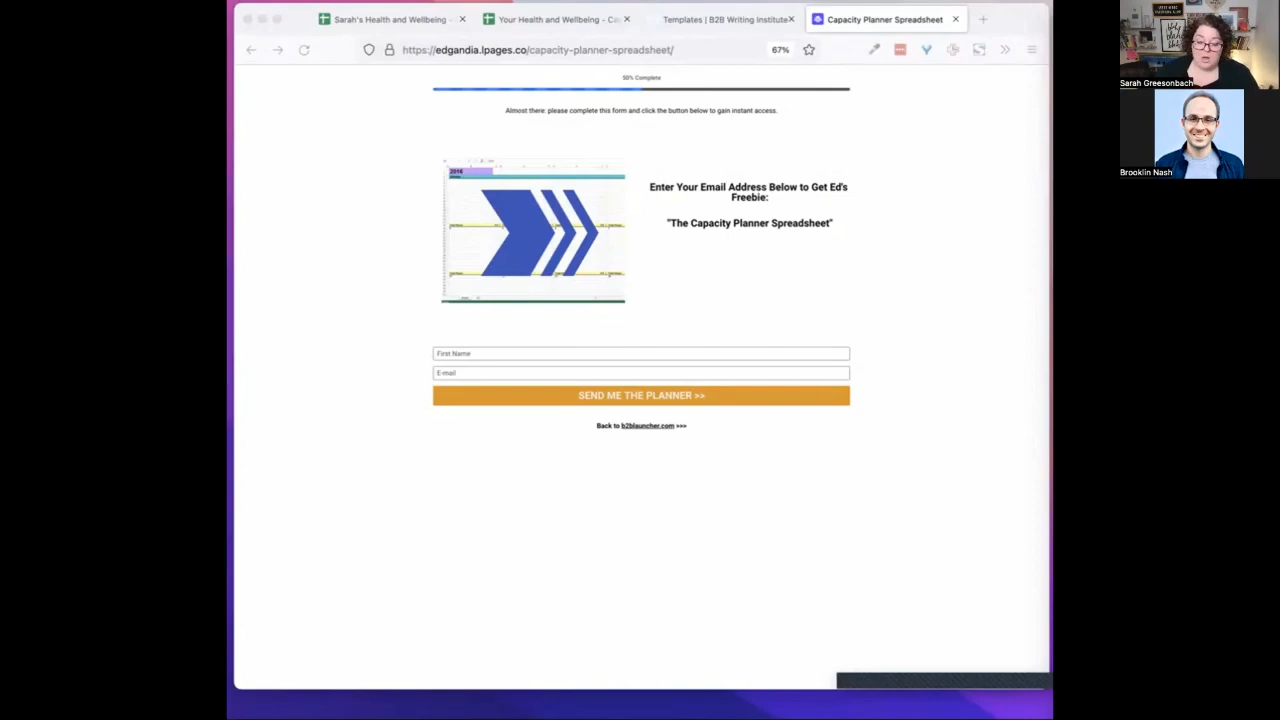 Sarah's Health and Wellbeing -
Your Health and Wellbeing - Ca
Templates | B2B Writing Institute
Capacity Planner Spreadsheet
https://edgandia.lpages.co/capacity-planner-spreadsheet/
67%
50% Complete
Almost there: please complete this form and click the button below to gain instant access.
2016
Enter Your Email Address Below to Get Ed's
Freebie:
"The Capacity Planner Spreadsheet"
First Name
E-mail
SEND ME THE PLANNER >>
Back to b2blauncher.com >>>
Sarah Greesonbach
Brooklin Nash